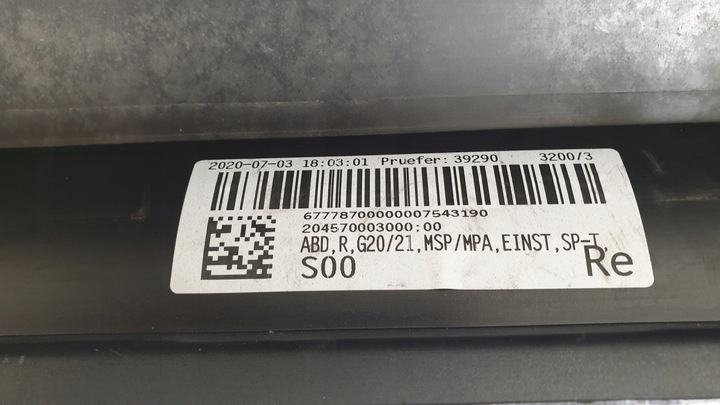 2020-07-03 18:03:01 Pruefer: 39290 3200/3
67778700000007543190
204570003000:00
ABD,R,G20/21,MSP/MPA,EINST,SP-T,
S00 Re